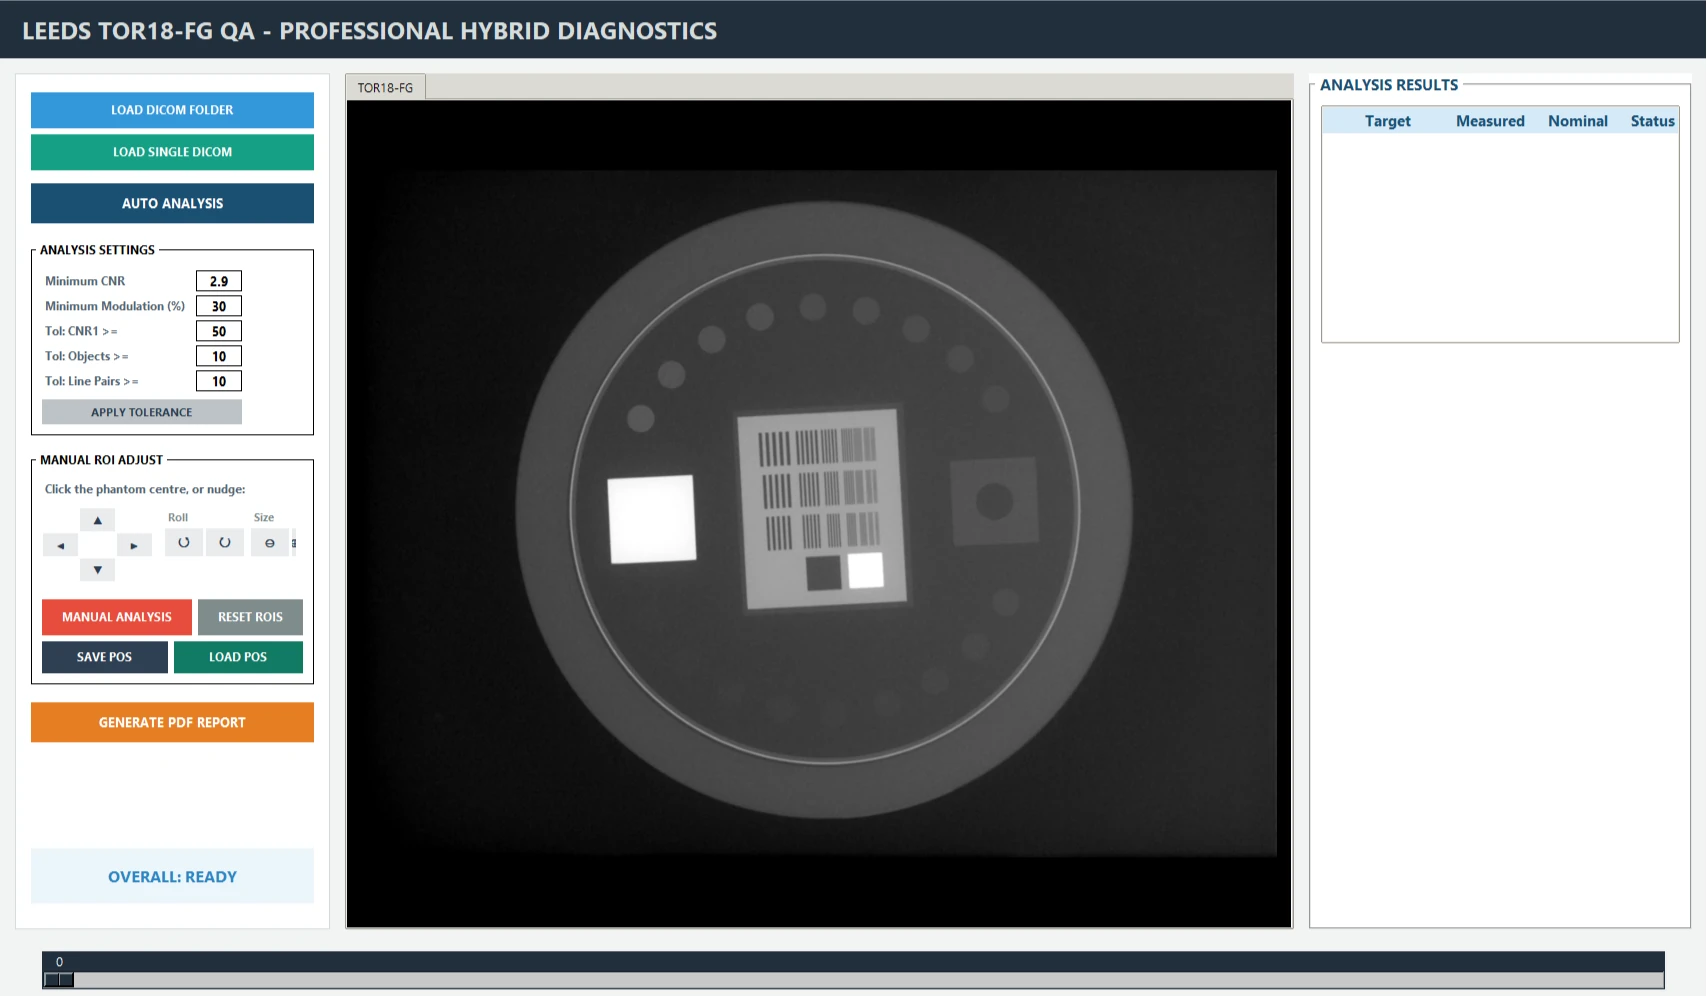 LEEDS TOR18-FG QA - PROFESSIONAL HYBRID DIAGNOSTICS
LOAD DICOM FOLDER
LOAD SINGLE DICOM
AUTO ANALYSIS
ANALYSIS SETTINGS
Minimum CNR 2.9
Minimum Modulation (%) 30
Tol: CNR1 >= 50
Tol: Objects >= 10
Tol: Line Pairs >= 10
APPLY TOLERANCE
MANUAL ROI ADJUST
Click the phantom centre, or nudge:
Roll Size
MANUAL ANALYSIS RESET ROIS
SAVE POS LOAD POS
GENERATE PDF REPORT
OVERALL: READY
TOR18-FG
ANALYSIS RESULTS
Target Measured Nominal Status
0